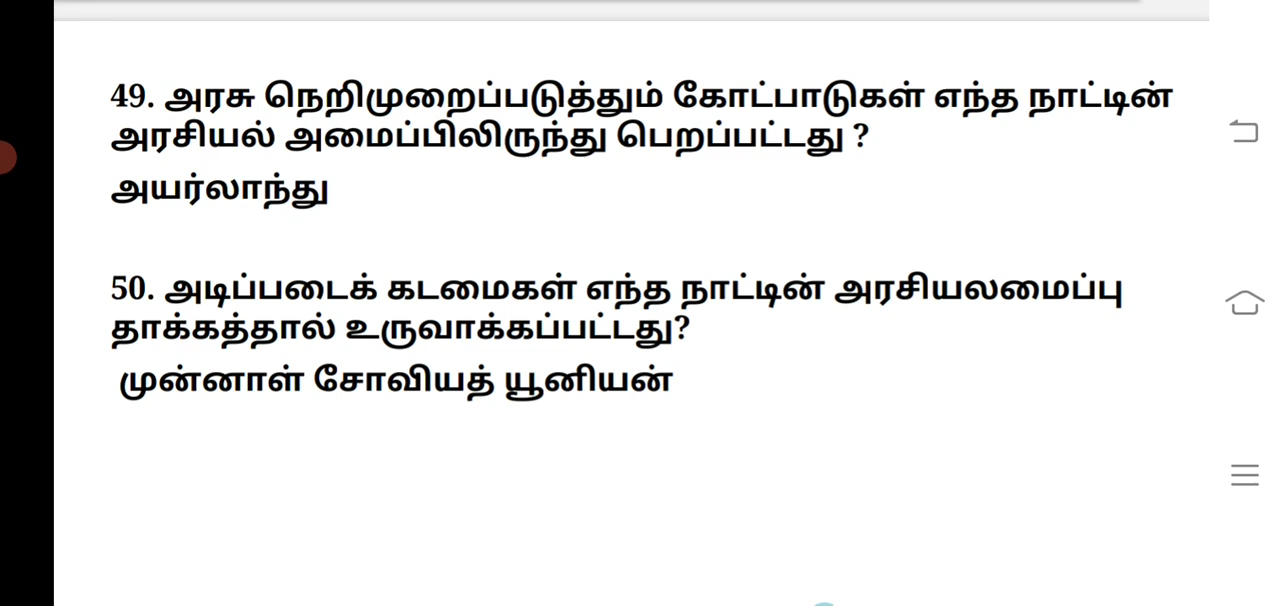 49. அரசு நெறிமுறைப்படுத்தும் கோட்பாடுகள் எந்த நாட்டின்
அரசியல் அமைப்பிலிருந்து பெறப்பட்டது ?
அயர்லாந்து
50. அடிப்படைக் கடமைகள் எந்த நாட்டின் அரசியலமைப்பு
தாக்கத்தால் உருவாக்கப்பட்டது?
முன்னாள் சோவியத் யூனியன்